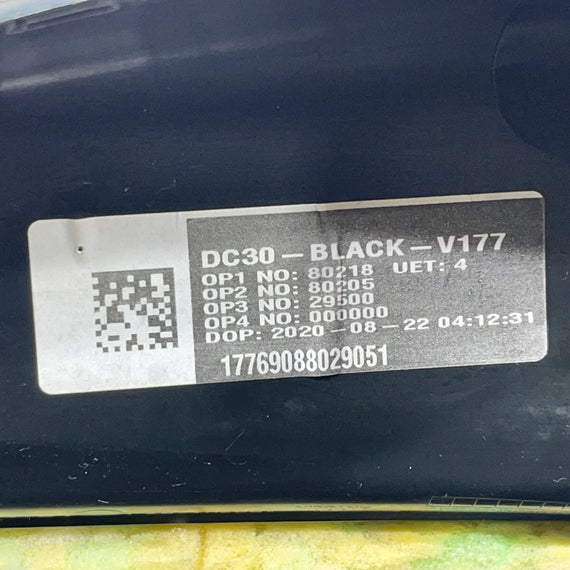 DC30-BLACK-V177
OP1 NO: 80218 UET: 4
OP2 NO: 80205
OP3 NO: 29500
OP4 NO: 000000
DOP: 2020-08-22 04:12:31
17769088029051